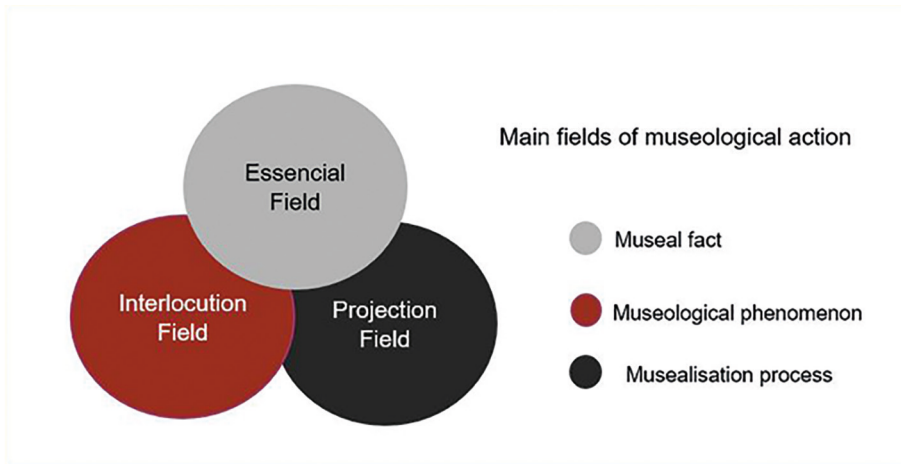 Essencial
Field
Interlocution
Field
Projection
Field
Main fields of museological action
Museal fact
Museological phenomenon
Musealisation process